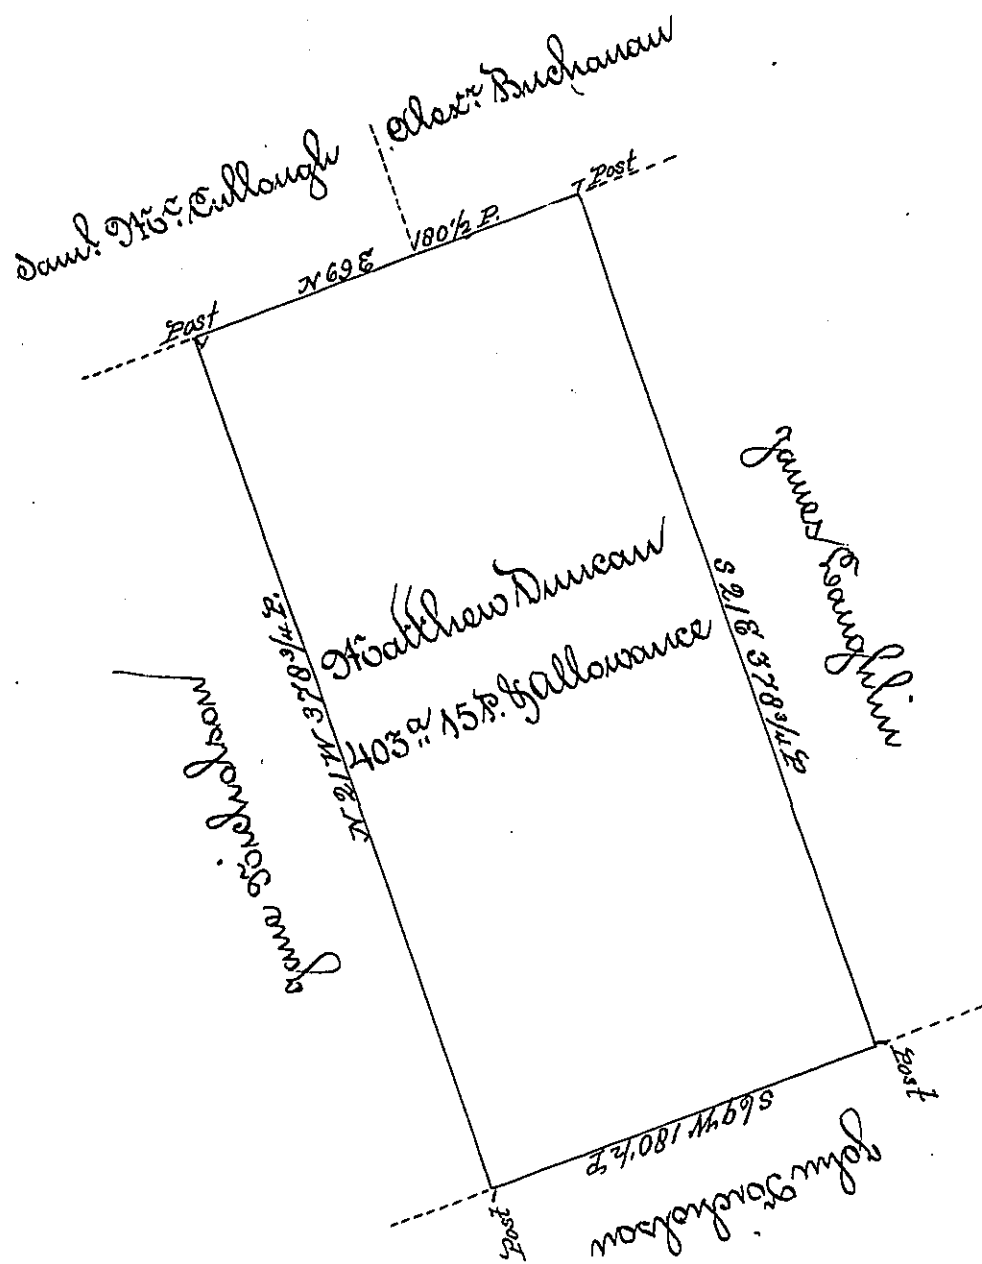 Alexr. Buchanan
Saml. McCullough
Post
180½ P.
N 69 E
Post
James Laughlin
S 21 E 378¾ P
Matthew Duncan
403a.. 15 P. & Allowance
N 21 W 378¾ P.
Jane Nicholson
Post
S 69 W 180½ P
John Nicholson
Post